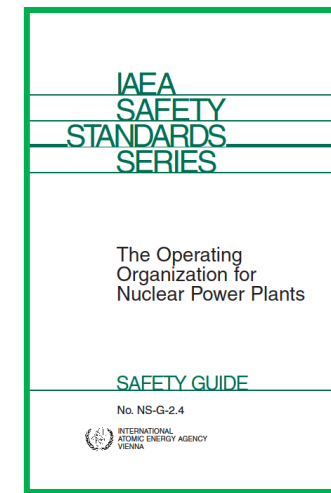 IAEA
SAFETY
STANDARDS
SERIES
The Operating
Organization for
Nuclear Power Plants
SAFETY GUIDE
No. NS-G-2.4
INTERNATIONAL
ATOMIC ENERGY AGENCY
VIENNA